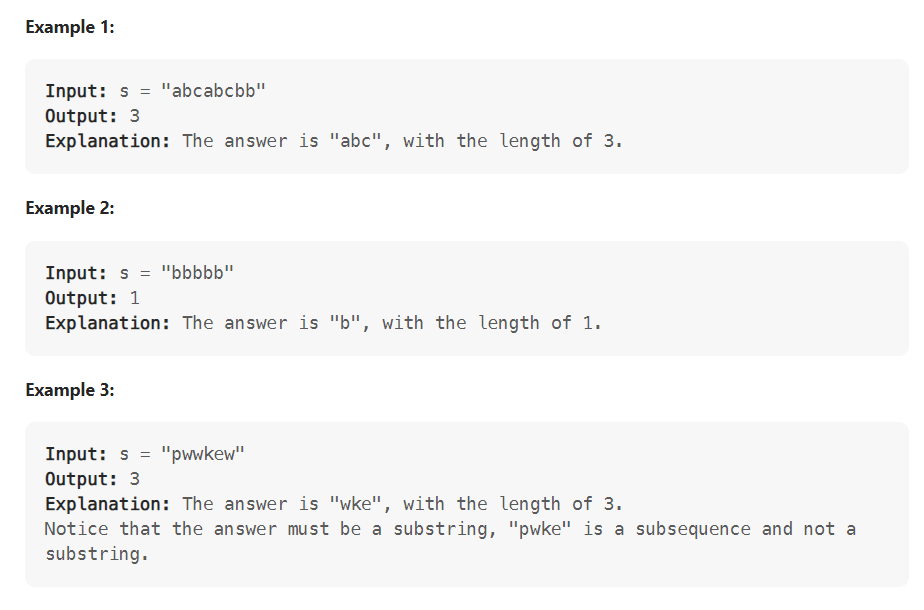 Example 1:
Input: s = "abcabcbb"
Output: 3
Explanation: The answer is "abc", with the length of 3.
Example 2:
Input: s = "bbbbb"
Output: 1
Explanation: The answer is "b", with the length of 1.
Example 3:
Input: s = "pwwkew"
Output: 3
Explanation: The answer is "wke", with the length of 3.
Notice that the answer must be a substring, "pwke" is a subsequence and not a
substring.